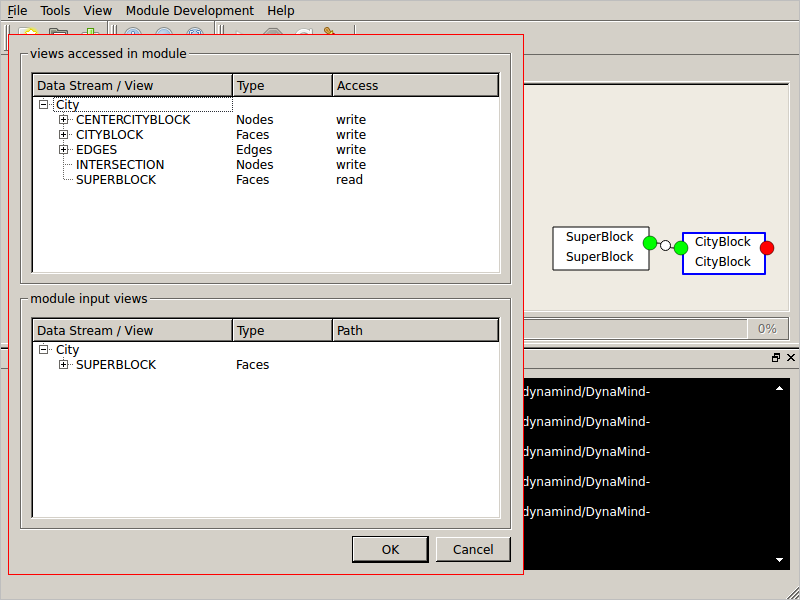 File Tools View Module Development Help
views accessed in module
Data Stream / View Type Access
City
CENTERCITYBLOCK Nodes write
CITYBLOCK Faces write
EDGES Edges write
INTERSECTION Nodes write
SUPERBLOCK Faces read
module input views
Data Stream / View Type Path
City
SUPERBLOCK Faces
OK Cancel
SuperBlock
SuperBlock
CityBlock
CityBlock
0%
dynamind/DynaMind-
dynamind/DynaMind-
dynamind/DynaMind-
dynamind/DynaMind-
dynamind/DynaMind-